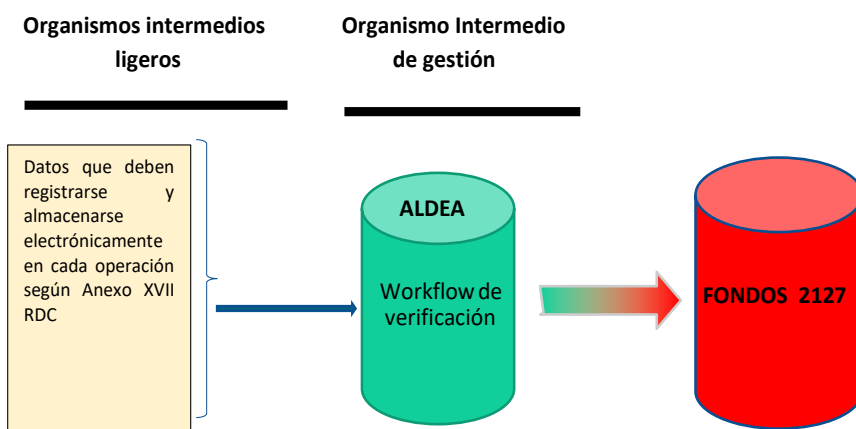 Organismos intermedios
ligeros
Organismo Intermedio
de gestión
Datos que deben
registrarse y
almacenarse
electrónicamente
en cada operación
según Anexo XVII
RDC
ALDEA
Workflow de
verificación
FONDOS 2127